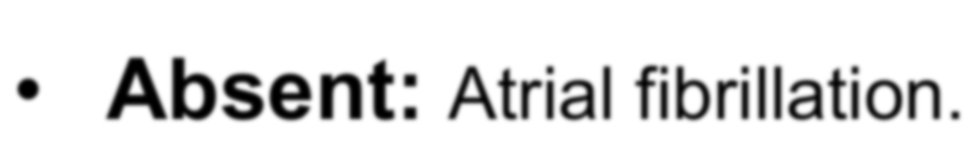 • Absent: Atrial fibrillation.